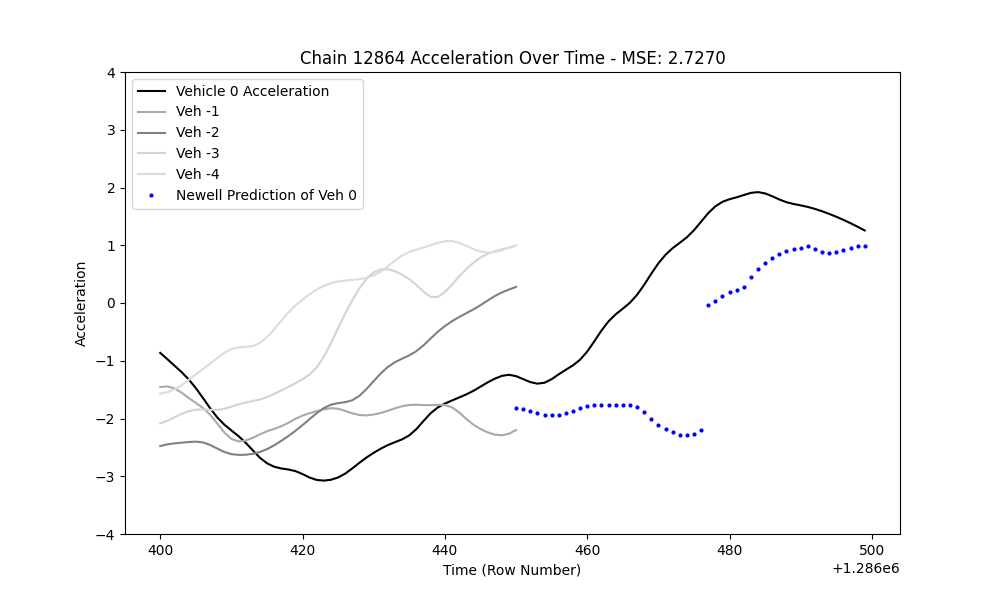 Chain 12864 Acceleration Over Time - MSE: 2.7270
Vehicle 0 Acceleration
Veh -1
Veh -2
Veh -3
Veh -4
Newell Prediction of Veh 0
Acceleration
4
3
2
1
0
−1
−2
−3
−4
400
420
440
460
480
500
+1.286e6
Time (Row Number)